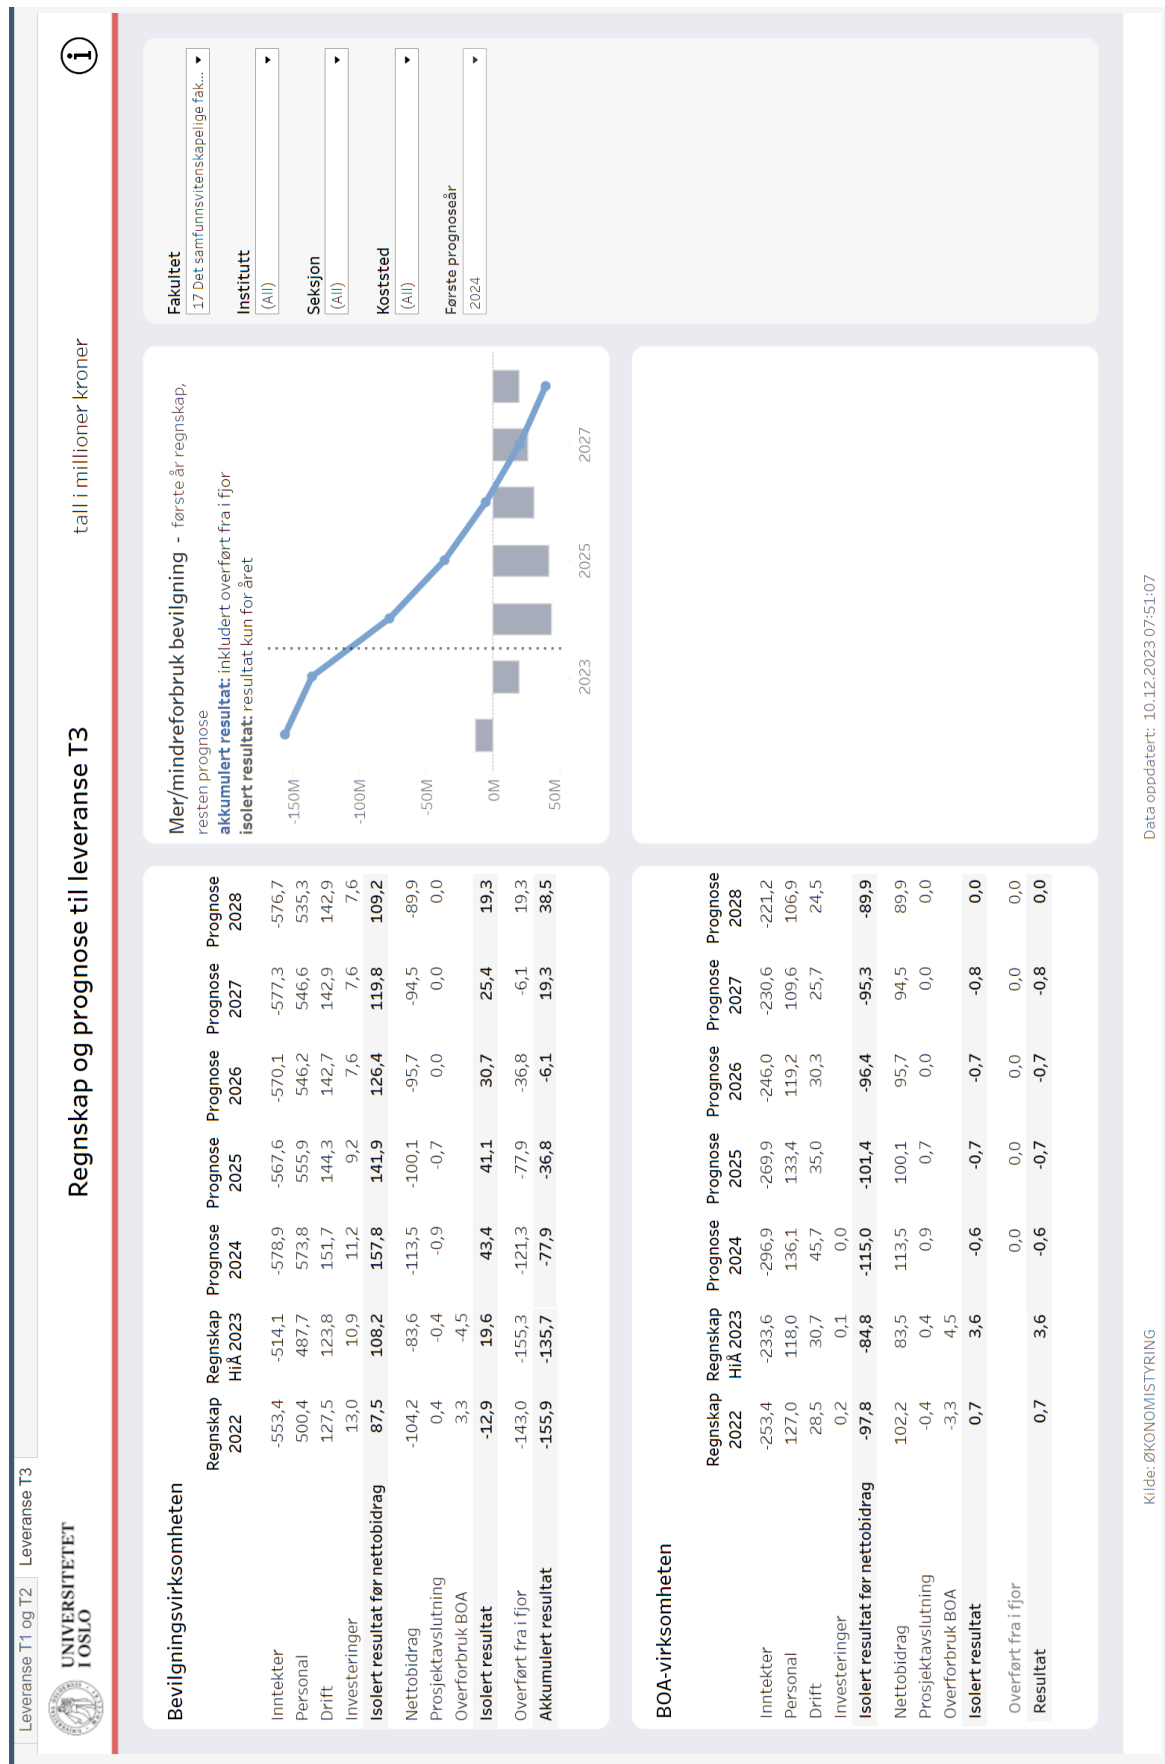 Leveranse T1 og T2 Leveranse T3
UNIVERSITETET
I OSLO
Regnskap og prognose til leveranse T3
tall i millioner kroner
i
Bevilgningsvirksomheten
Regnskap Regnskap Prognose Prognose Prognose Prognose Prognose
2022 HiÅ 2023 2024 2025 2026 2027 2028
Inntekter -553,4 -514,1 -578,9 -567,6 -570,1 -577,3 -576,7
Personal 500,4 487,7 573,8 555,9 546,2 546,6 535,3
Drift 127,5 123,8 151,7 144,3 142,7 142,9 142,9
Investeringer 13,0 10,9 11,2 9,2 7,6 7,6 7,6
Isolert resultat før nettobidrag 87,5 108,2 157,8 141,9 126,4 119,8 109,2
Nettobidrag -104,2 -83,6 -113,5 -100,1 -95,7 -94,5 -89,9
Prosjektavslutning 0,4 -0,4 -0,9 -0,7 0,0 0,0 0,0
Overforbruk BOA 3,3 -4,5
Isolert resultat -12,9 19,6 43,4 41,1 30,7 25,4 19,3
Overført fra i fjor -143,0 -155,3 -121,3 -77,9 -36,8 -6,1 19,3
Akkumulert resultat -155,9 -135,7 -77,9 -36,8 -6,1 19,3 38,5
Mer/mindreforbruk bevilgning - første år regnskap,
resten prognose
akkumulert resultat: inkludert overført fra i fjor
isolert resultat: resultat kun for året
-150M
-100M
-50M
0M
50M
2023 2025 2027
Fakultet
17 Det samfunnsvitenskapelige fak...
Institutt
(All)
Seksjon
(All)
Koststed
(All)
Første prognoseår
2024
BOA-virksomheten
Regnskap Regnskap Prognose Prognose Prognose Prognose Prognose
2022 HiÅ 2023 2024 2025 2026 2027 2028
Inntekter -253,4 -233,6 -296,9 -269,9 -246,0 -230,6 -221,2
Personal 127,0 118,0 136,1 133,4 119,2 109,6 106,9
Drift 28,5 30,7 45,7 35,0 30,3 25,7 24,5
Investeringer 0,2 0,1 0,0
Isolert resultat før nettobidrag -97,8 -84,8 -115,0 -101,4 -96,4 -95,3 -89,9
Nettobidrag 102,2 83,5 113,5 100,1 95,7 94,5 89,9
Prosjektavslutning -0,4 0,4 0,9 0,7 0,0 0,0 0,0
Overforbruk BOA -3,3 4,5
Isolert resultat 0,7 3,6 -0,6 -0,7 -0,7 -0,8 0,0
Overført fra i fjor 0,0 0,0 0,0 0,0 0,0
Resultat 0,7 3,6 -0,6 -0,7 -0,7 -0,8 0,0
Kilde: ØKONOMISTYRING
Data oppdatert: 10.12.2023 07:51:07